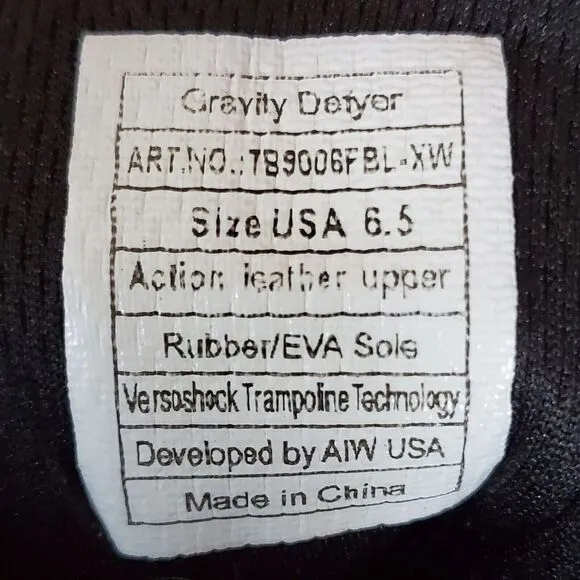 Gravity Defyer
ART.NO.:TB9006FBL-XW
Size USA 6.5
Action leather upper
Rubber/EVA Sole
Versoshock Trampoline Technology
Developed by AIW USA
Made in China